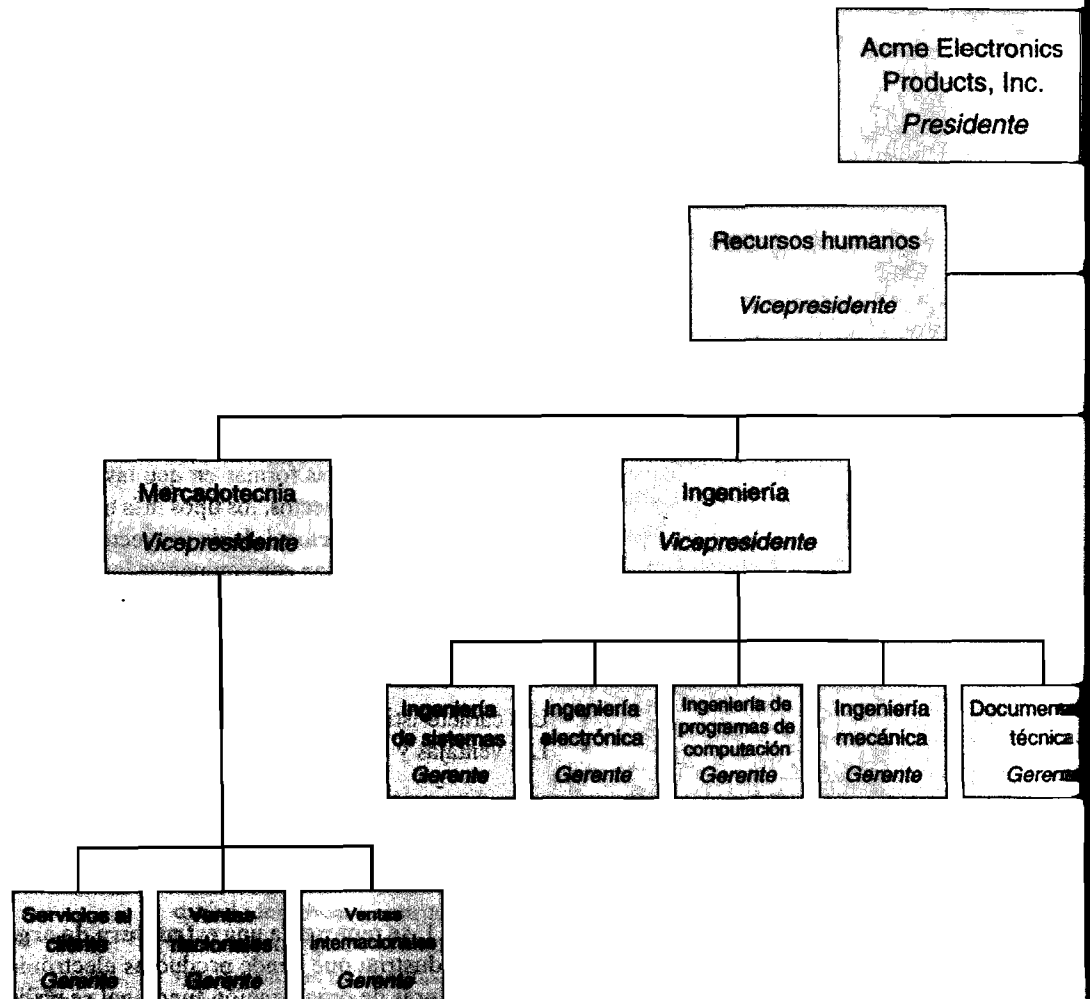 Acme Electronics
Products, Inc.
Presidente
Recursos humanos
Vicepresidente
Mercadotecnia
Vicepresidente
Ingeniería
Vicepresidente
Ingeniería
de sistemas
Gerente
Ingeniería
electrónica
Gerente
Ingeniería de
programas de
computación
Gerente
Ingeniería
mecánica
Gerente
técnica
Servicios al
cliente
Gerente
Ventas
nacionales
Gerente
Ventas
internacionales
Gerente